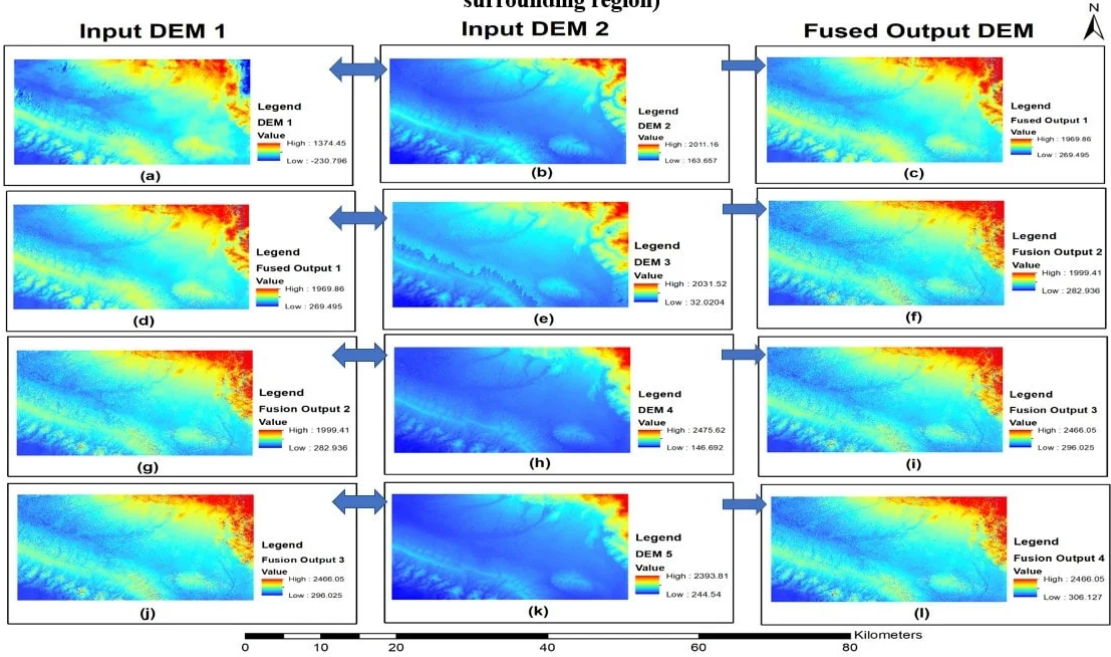 surrounding region)
N
Input DEM 1
Input DEM 2
Fused Output DEM
Legend
DEM 1
Value
High : 1374.45
Low : -230.796
(a)
Legend
DEM 2
Value
High : 2011.16
Low : 163.657
(b)
Legend
Fused Output 1
Value
High : 1969.86
Low : 269.495
(c)
Legend
Fused Output 1
Value
High : 1969.86
Low : 269.495
(d)
Legend
DEM 3
Value
High : 2031.52
Low : 32.0204
(e)
Legend
Fusion Output 2
Value
High : 1999.41
Low : 282.936
(f)
Legend
Fusion Output 2
Value
High : 1999.41
Low : 282.936
(g)
Legend
DEM 4
Value
High : 2475.62
Low : 146.692
(h)
Legend
Fusion Output 3
Value
High : 2466.05
Low : 296.025
(i)
Legend
Fusion Output 3
Value
High : 2466.05
Low : 296.025
(j)
Legend
DEM 5
Value
High : 2393.81
Low : 244.54
(k)
Legend
Fusion Output 4
Value
High : 2466.05
Low : 306.127
(l)
Kilometers
0 10 20 40 60 80